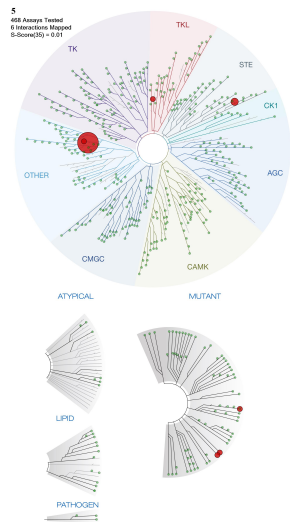 5
468 Assays Tested
6 Interactions Mapped
S-Score(35) = 0.01
TKL
TK
STE
CK1
OTHER
AGC
CMGC
CAMK
ATYPICAL
MUTANT
LIPID
PATHOGEN